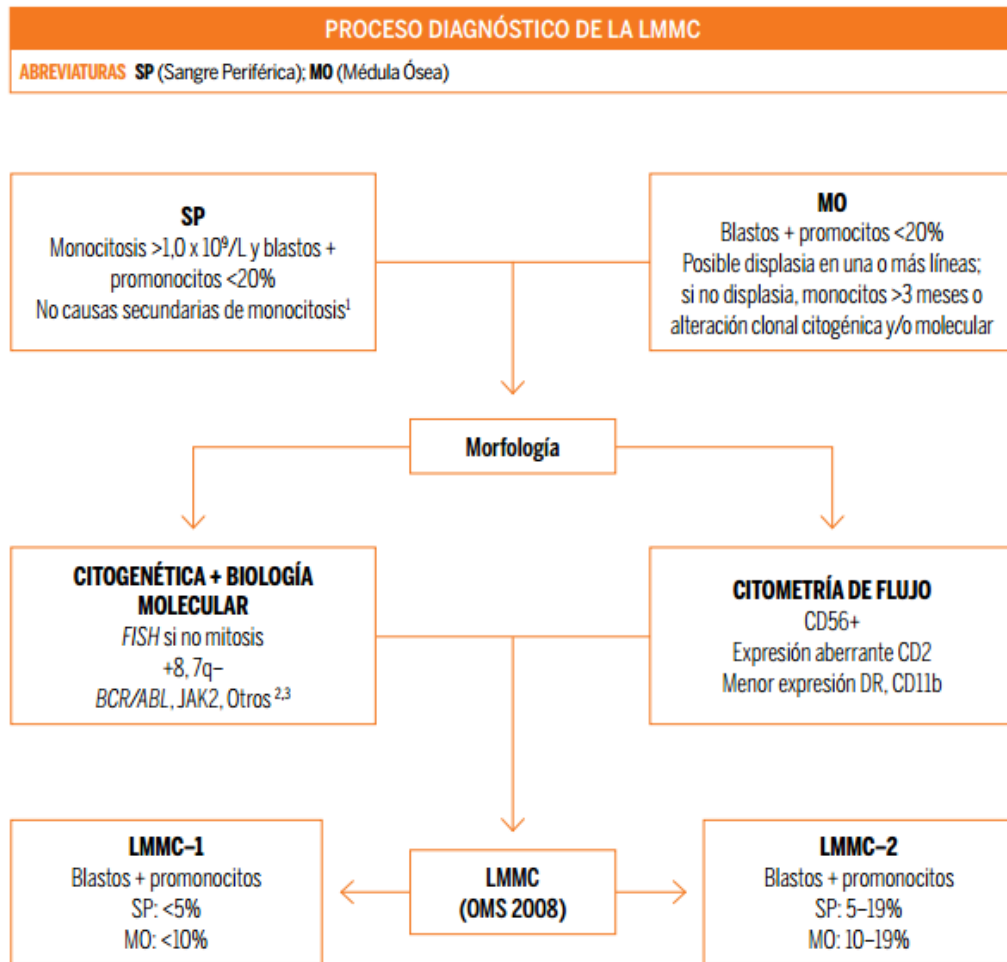 PROCESO DIAGNÓSTICO DE LA LMMC
ABREVIATURAS SP (Sangre Periférica); MO (Médula Ósea)
SP
Monocitosis >1,0 x 10⁹/L y blastos +
promonocitos <20%
No causas secundarias de monocitosis¹
MO
Blastos + promocitos <20%
Posible displasia en una o más líneas;
si no displasia, monocitos >3 meses o
alteración clonal citogénica y/o molecular
Morfología
CITOGENÉTICA + BIOLOGÍA
MOLECULAR
FISH si no mitosis
+8, 7q–
BCR/ABL, JAK2, Otros ²,³
CITOMETRÍA DE FLUJO
CD56+
Expresión aberrante CD2
Menor expresión DR, CD11b
LMMC–1
Blastos + promonocitos
SP: <5%
MO: <10%
LMMC
(OMS 2008)
LMMC–2
Blastos + promonocitos
SP: 5–19%
MO: 10–19%